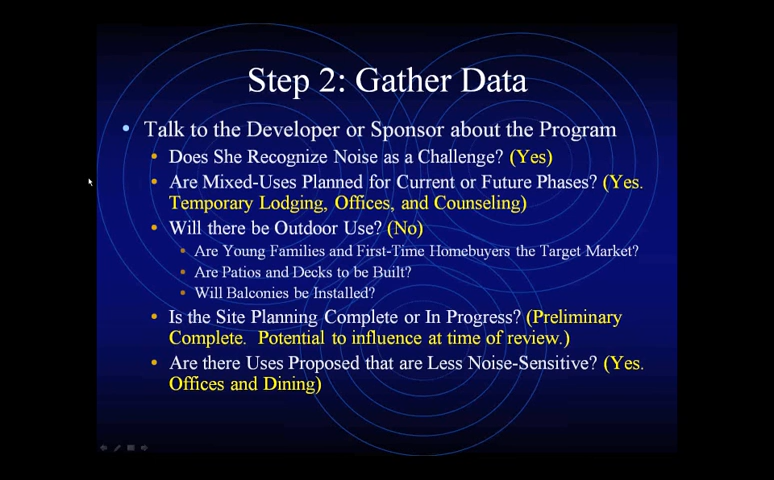 Step 2: Gather Data
• Talk to the Developer or Sponsor about the Program
• Does She Recognize Noise as a Challenge? (Yes)
• Are Mixed-Uses Planned for Current or Future Phases? (Yes.
Temporary Lodging, Offices, and Counseling)
• Will there be Outdoor Use? (No)
• Are Young Families and First-Time Homebuyers the Target Market?
• Are Patios and Decks to be Built?
• Will Balconies be Installed?
• Is the Site Planning Complete or In Progress? (Preliminary
Complete. Potential to influence at time of review.)
• Are there Uses Proposed that are Less Noise-Sensitive? (Yes.
Offices and Dining)